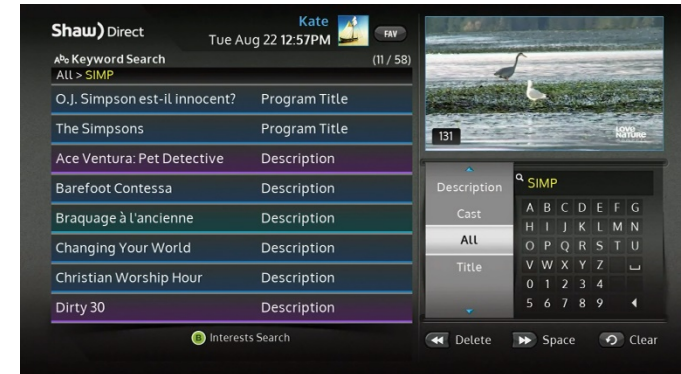 Shaw) Direct
Kate
Tue Aug 22 12:57PM
FAV
Abc Keyword Search
(11 / 58)
All > SIMP
O.J. Simpson est-il innocent? Program Title
The Simpsons Program Title
Ace Ventura: Pet Detective Description
Barefoot Contessa Description
Braquage à l'ancienne Description
Changing Your World Description
Christian Worship Hour Description
Dirty 30 Description
B Interests Search
131
LOVE
NATURE
Description
Cast
All
Title
SIMP
A B C D E F G
H I J K L M N
O P Q R S T U
V W X Y Z
0 1 2 3 4
5 6 7 8 9
Delete Space Clear